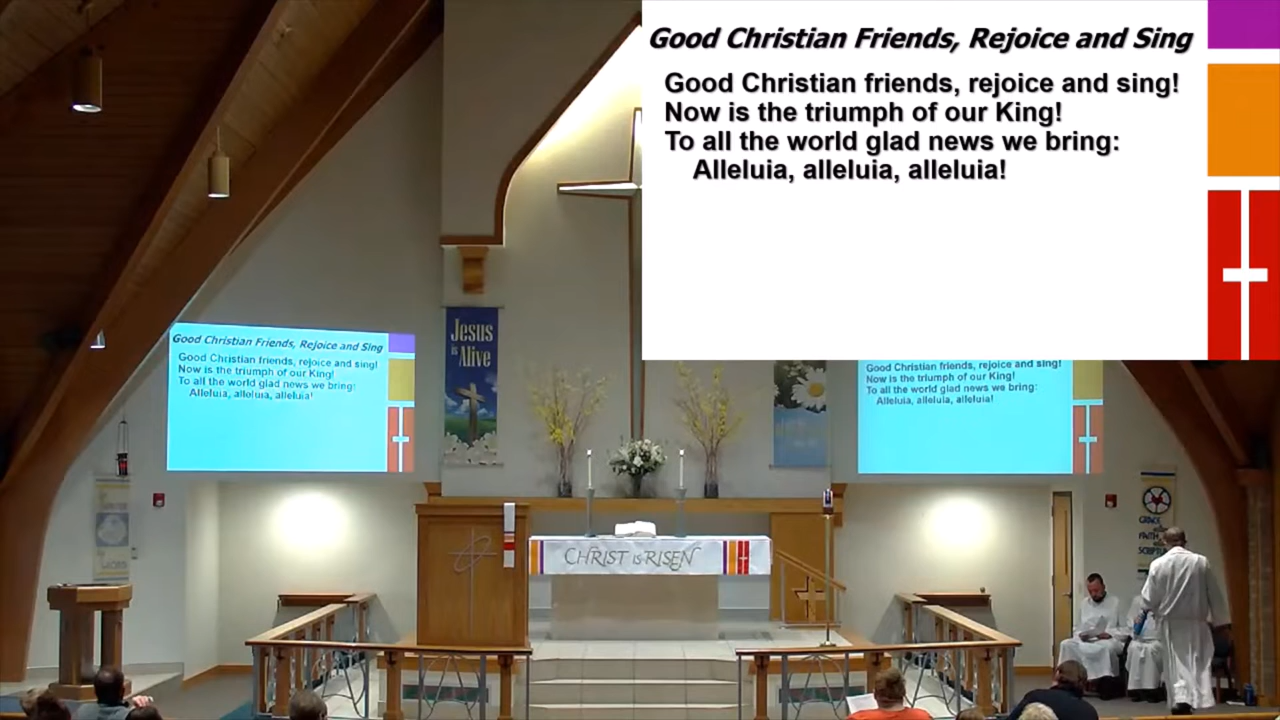 Good Christian Friends, Rejoice and Sing
Good Christian friends, rejoice and sing!
Now is the triumph of our King!
To all the world glad news we bring:
Alleluia, alleluia, alleluia!
Good Christian Friends, Rejoice and Sing
Good Christian friends, rejoice and sing!
Now is the triumph of our King!
To all the world glad news we bring:
Alleluia, alleluia, alleluia!
Jesus
is Alive
Good Christian friends, rejoice and sing!
Now is the triumph of our King!
To all the world glad news we bring:
Alleluia, alleluia, alleluia!
CHRIST IS RISEN
GRACE
FAITH